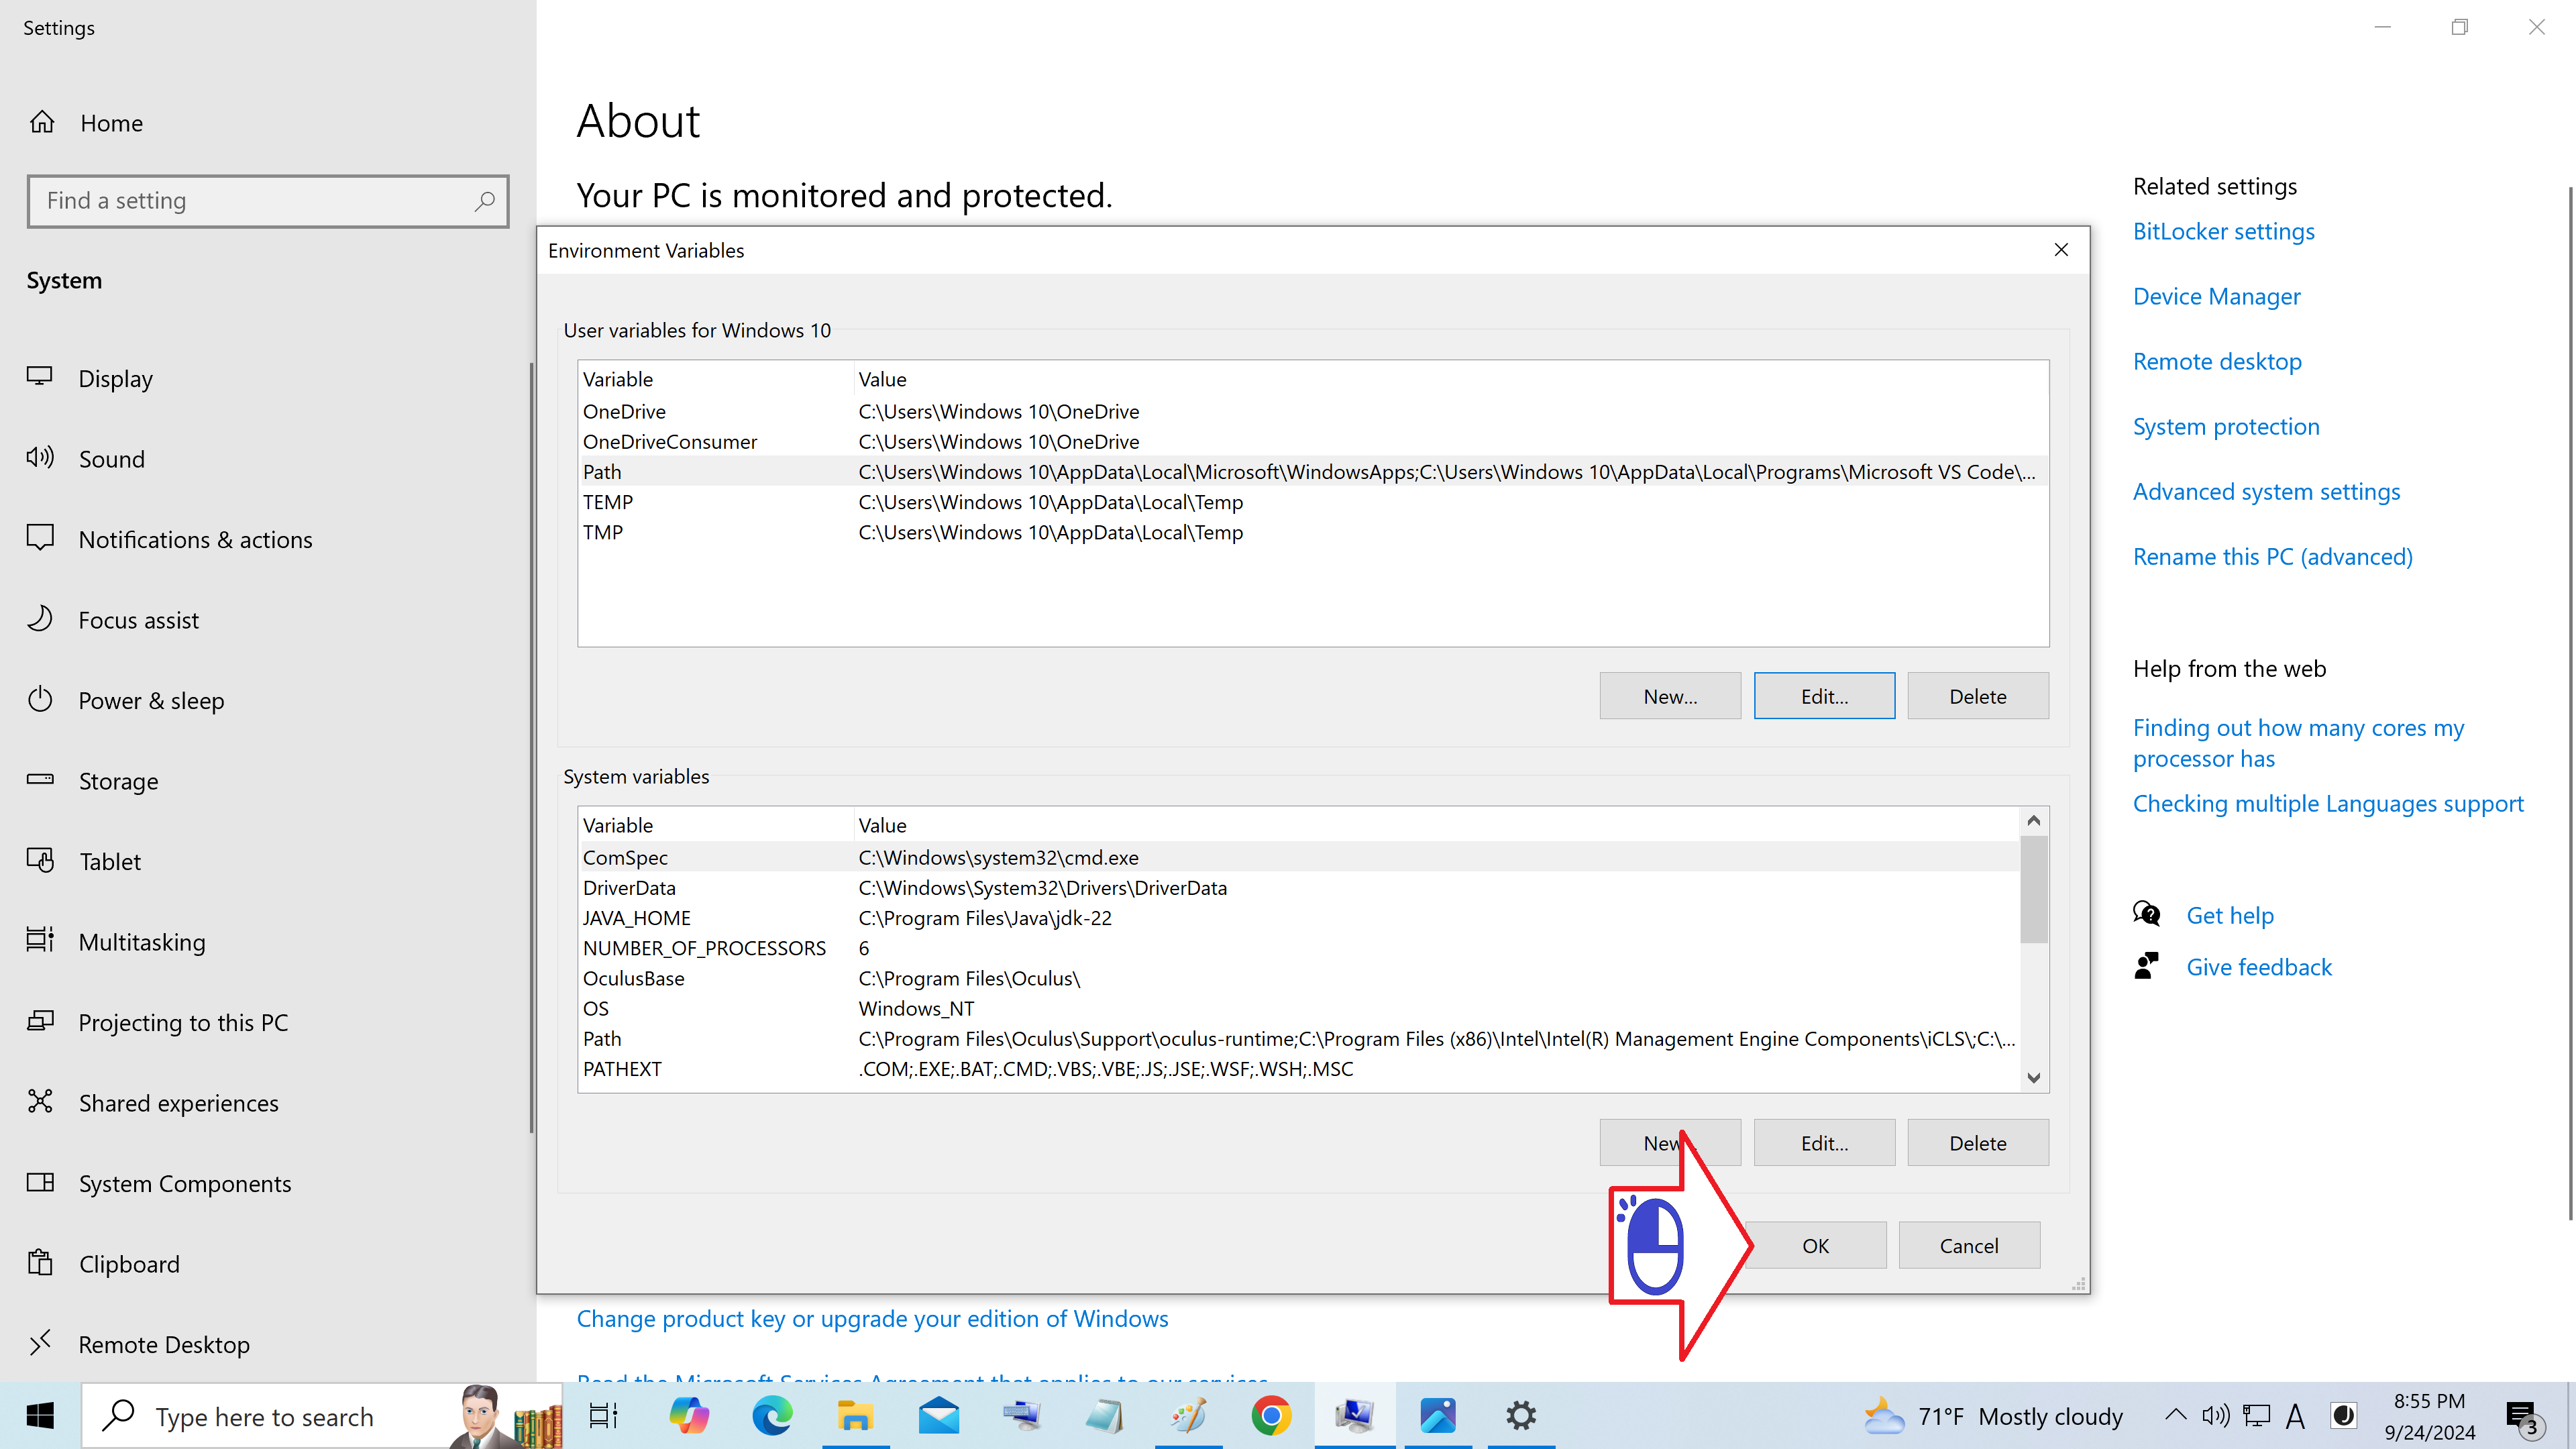 Settings
Home
Find a setting
System
Display
Sound
Notifications & actions
Focus assist
Power & sleep
Storage
Tablet
Multitasking
Projecting to this PC
Shared experiences
System Components
Clipboard
Remote Desktop
About
Your PC is monitored and protected.
Environment Variables
User variables for Windows 10
Variable Value
OneDrive C:\Users\Windows 10\OneDrive
OneDriveConsumer C:\Users\Windows 10\OneDrive
Path C:\Users\Windows 10\AppData\Local\Microsoft\WindowsApps;C:\Users\Windows 10\AppData\Local\Programs\Microsoft VS Code\...
TEMP C:\Users\Windows 10\AppData\Local\Temp
TMP C:\Users\Windows 10\AppData\Local\Temp
New... Edit... Delete
System variables
Variable Value
ComSpec C:\Windows\system32\cmd.exe
DriverData C:\Windows\System32\Drivers\DriverData
JAVA_HOME C:\Program Files\Java\jdk-22
NUMBER_OF_PROCESSORS 6
OculusBase C:\Program Files\Oculus\
OS Windows_NT
Path C:\Program Files\Oculus\Support\oculus-runtime;C:\Program Files (x86)\Intel\Intel(R) Management Engine Components\iCLS\;C:\...
PATHEXT .COM;.EXE;.BAT;.CMD;.VBS;.VBE;.JS;.JSE;.WSF;.WSH;.MSC
New... Edit... Delete
OK Cancel
Change product key or upgrade your edition of Windows
Read the Microsoft Services Agreement that applies to our services
Related settings
BitLocker settings
Device Manager
Remote desktop
System protection
Advanced system settings
Rename this PC (advanced)
Help from the web
Finding out how many cores my
processor has
Checking multiple Languages support
Get help
Give feedback
Type here to search
71°F Mostly cloudy
A
8:55 PM
9/24/2024
3